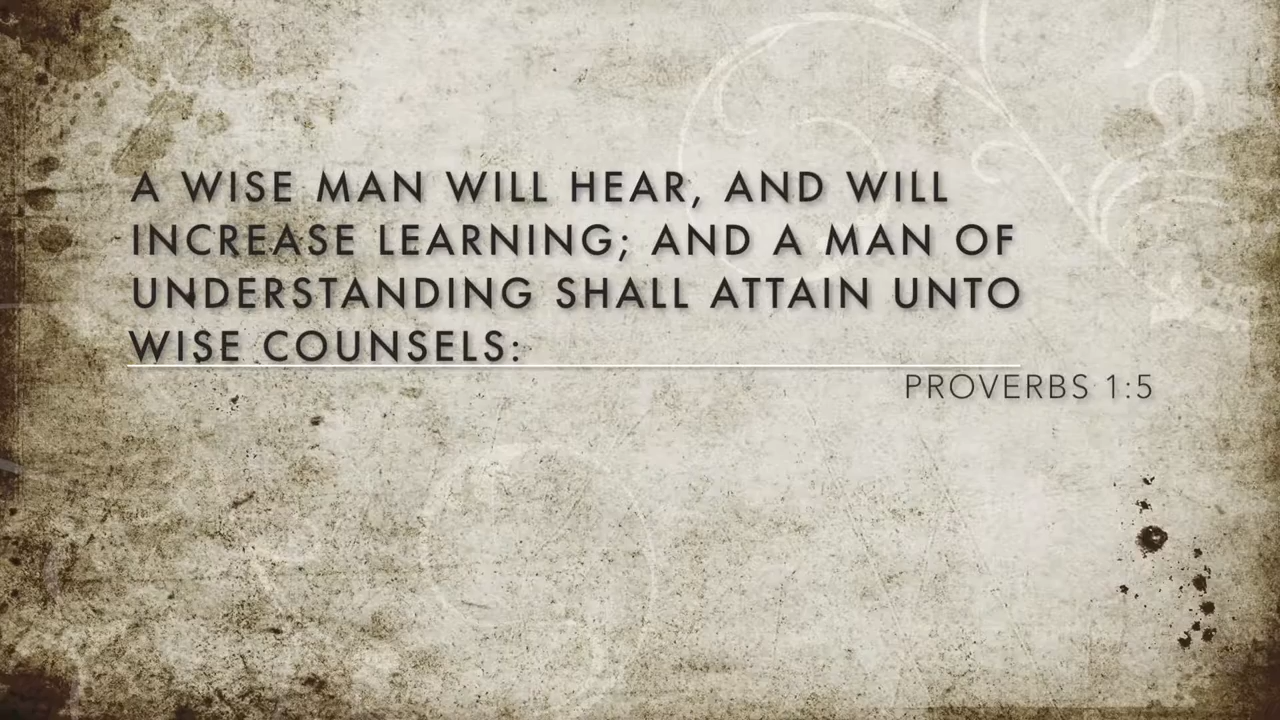 A WISE MAN WILL HEAR, AND WILL
INCREASE LEARNING; AND A MAN OF
UNDERSTANDING SHALL ATTAIN UNTO
WISE COUNSELS:
PROVERBS 1:5